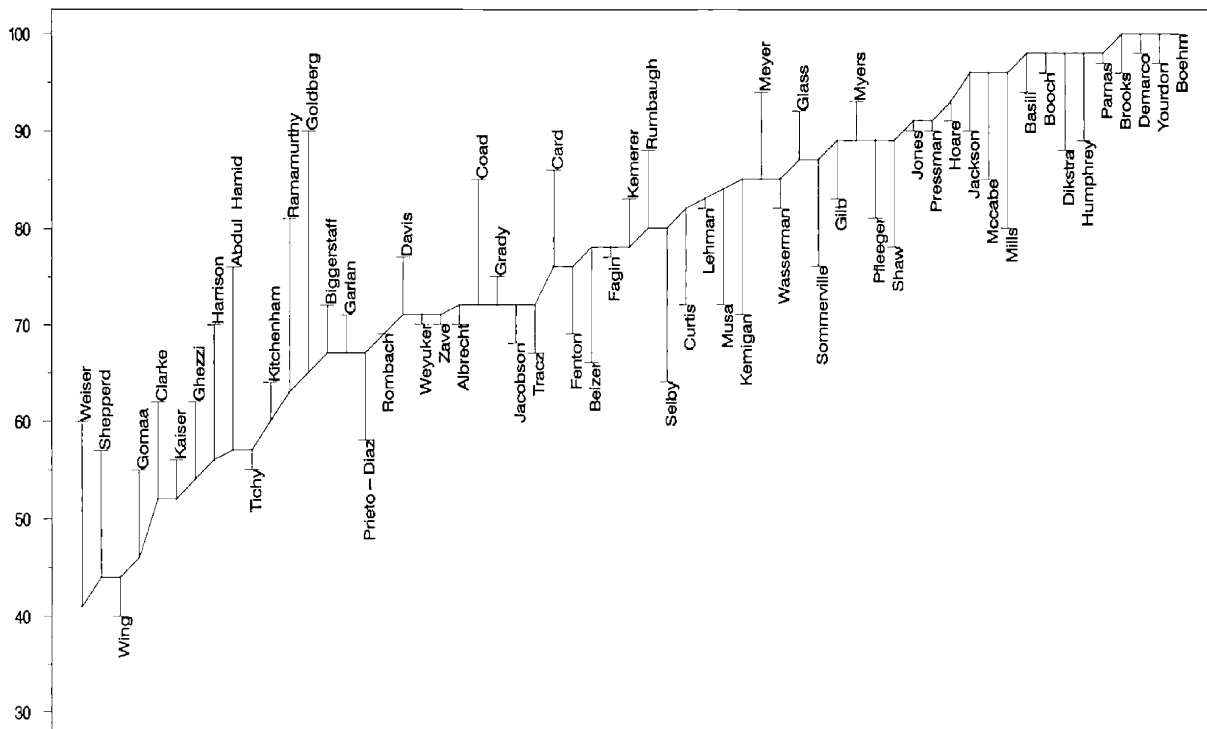 100
90
80
70
60
50
40
30
Weiser
Shepperd
Wing
Gomaa
Clarke
Kaiser
Ghezzi
Harrison
Abdul Hamid
Tichy
Kitchenham
Ramamurthy
Goldberg
Biggerstaff
Garlan
Prieto-Diaz
Rombach
Davis
Weyuker
Zave
Albrecht
Coad
Grady
Jacobson
Tracz
Card
Fenton
Beizer
Fagin
Kemerer
Rumbaugh
Selby
Curtis
Lehman
Musa
Kernigan
Meyer
Wasserman
Glass
Sommerville
Gilb
Myers
Pfleeger
Shaw
Jones
Pressman
Hoare
Jackson
Mccabe
Mills
Basili
Booch
Dikstra
Humphrey
Parnas
Brooks
Demarco
Yourdon
Boehm